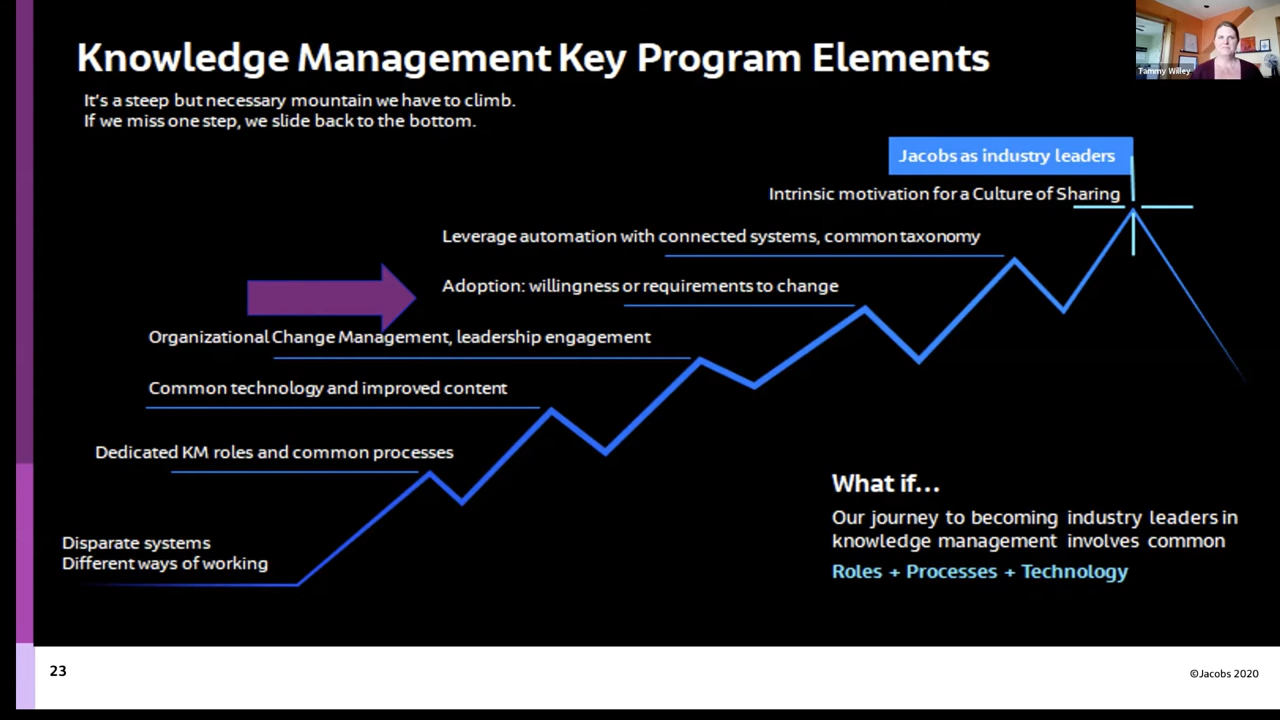 Knowledge Management Key Program Elements
Tammy Willey
It's a steep but necessary mountain we have to climb.
If we miss one step, we slide back to the bottom.
Jacobs as industry leaders
Intrinsic motivation for a Culture of Sharing
Leverage automation with connected systems, common taxonomy
Adoption: willingness or requirements to change
Organizational Change Management, leadership engagement
Common technology and improved content
Dedicated KM roles and common processes
Disparate systems
Different ways of working
What if...
Our journey to becoming industry leaders in
knowledge management involves common
Roles + Processes + Technology
23
©Jacobs 2020